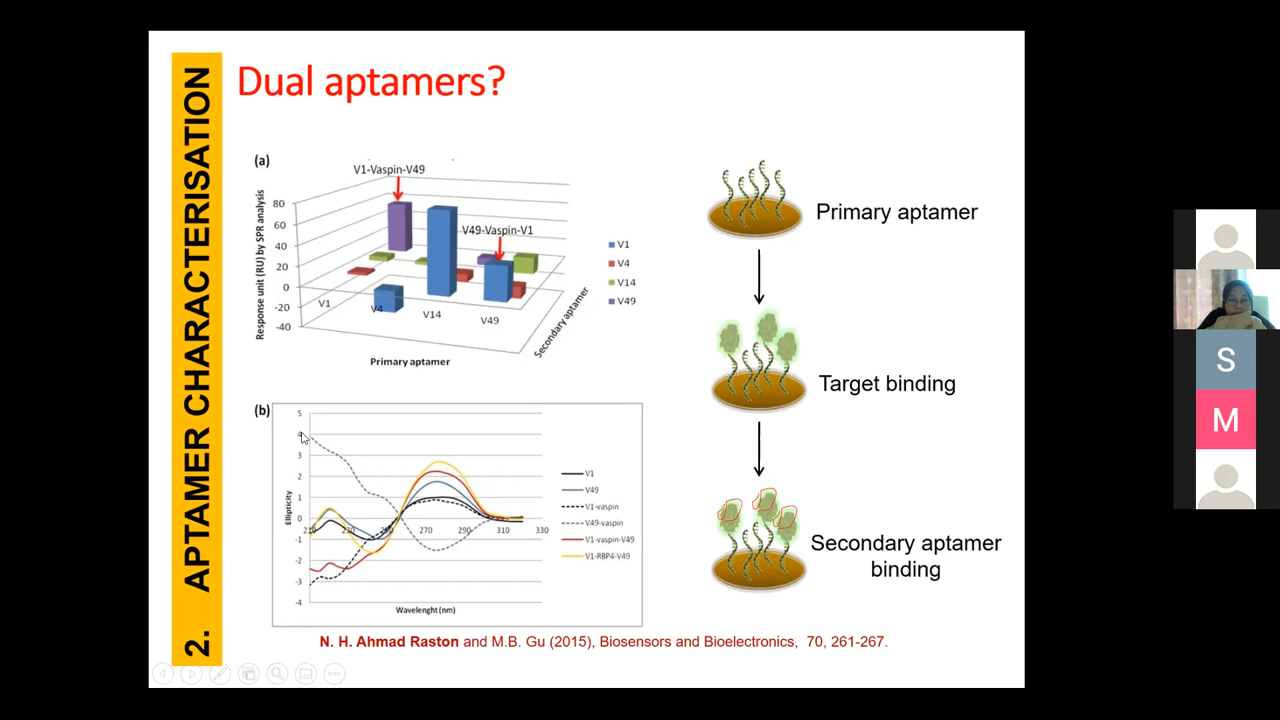 2. APTAMER CHARACTERISATION
Dual aptamers?
(a)
V1-Vaspin-V49
V49-Vaspin-V1
Response unit (RU) by SPR analysis
80
60
40
20
0
-20
-40
V1
V4
V14
V49
Primary aptamer
Secondary aptamer
V1
V4
V14
V49
(b)
Ellipticity
5
4
3
2
1
0
-1
-2
-3
-4
270
290
310
330
Wavelenght (nm)
V1
V49
V1-vaspin
V49-vaspin
V1-vaspin-V49
V1-RBP4-V49
Primary aptamer
Target binding
Secondary aptamer
binding
N. H. Ahmad Raston and M.B. Gu (2015), Biosensors and Bioelectronics, 70, 261-267.
S
M